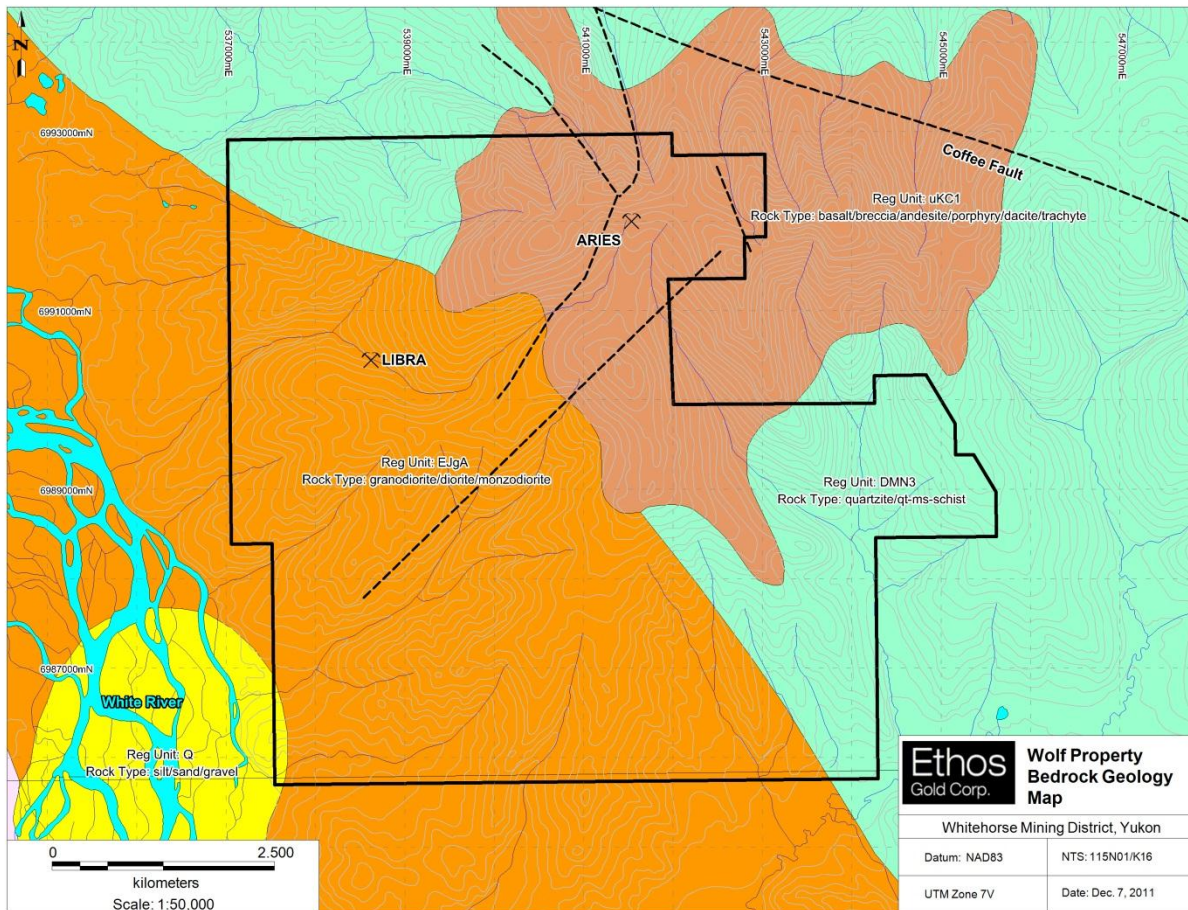 N
537000mE
539000mE
541000mE
543000mE
545000mE
547000mE
6993000mN
Coffee Fault
Reg Unit: uKC1
Rock Type: basalt/breccia/andesite/porphyry/dacite/trachyte
ARIES
6991000mN
LIBRA
Reg Unit: EJgA
Rock Type: granodiorite/diorite/monzodiorite
6989000mN
Reg Unit: DMN3
Rock Type: quartzite/qt-ms-schist
6987000mN
White River
Reg Unit: Q
Rock Type: silt/sand/gravel
0 2.500
kilometers
Scale: 1:50,000
Ethos
Gold Corp.
Wolf Property
Bedrock Geology
Map
Whitehorse Mining District, Yukon
Datum: NAD83
NTS: 115N01/K16
UTM Zone 7V
Date: Dec. 7, 2011